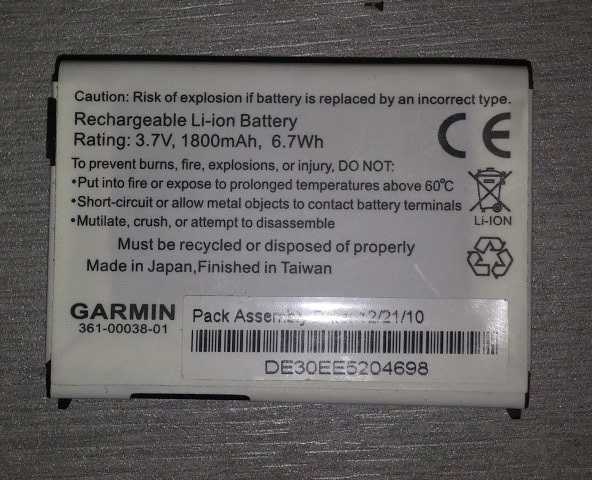 Caution: Risk of explosion if battery is replaced by an incorrect type.
Rechargeable Li-ion Battery
Rating: 3.7V, 1800mAh, 6.7Wh
CE
To prevent burns, fire, explosions, or injury, DO NOT:
•Put into fire or expose to prolonged temperatures above 60°C
•Short-circuit or allow metal objects to contact battery terminals
•Mutilate, crush, or attempt to disassemble
Li-ION
Must be recycled or disposed of properly
Made in Japan,Finished in Taiwan
GARMIN
361-00038-01
Pack Assembly Date: 12/21/10
DE30EE5204698